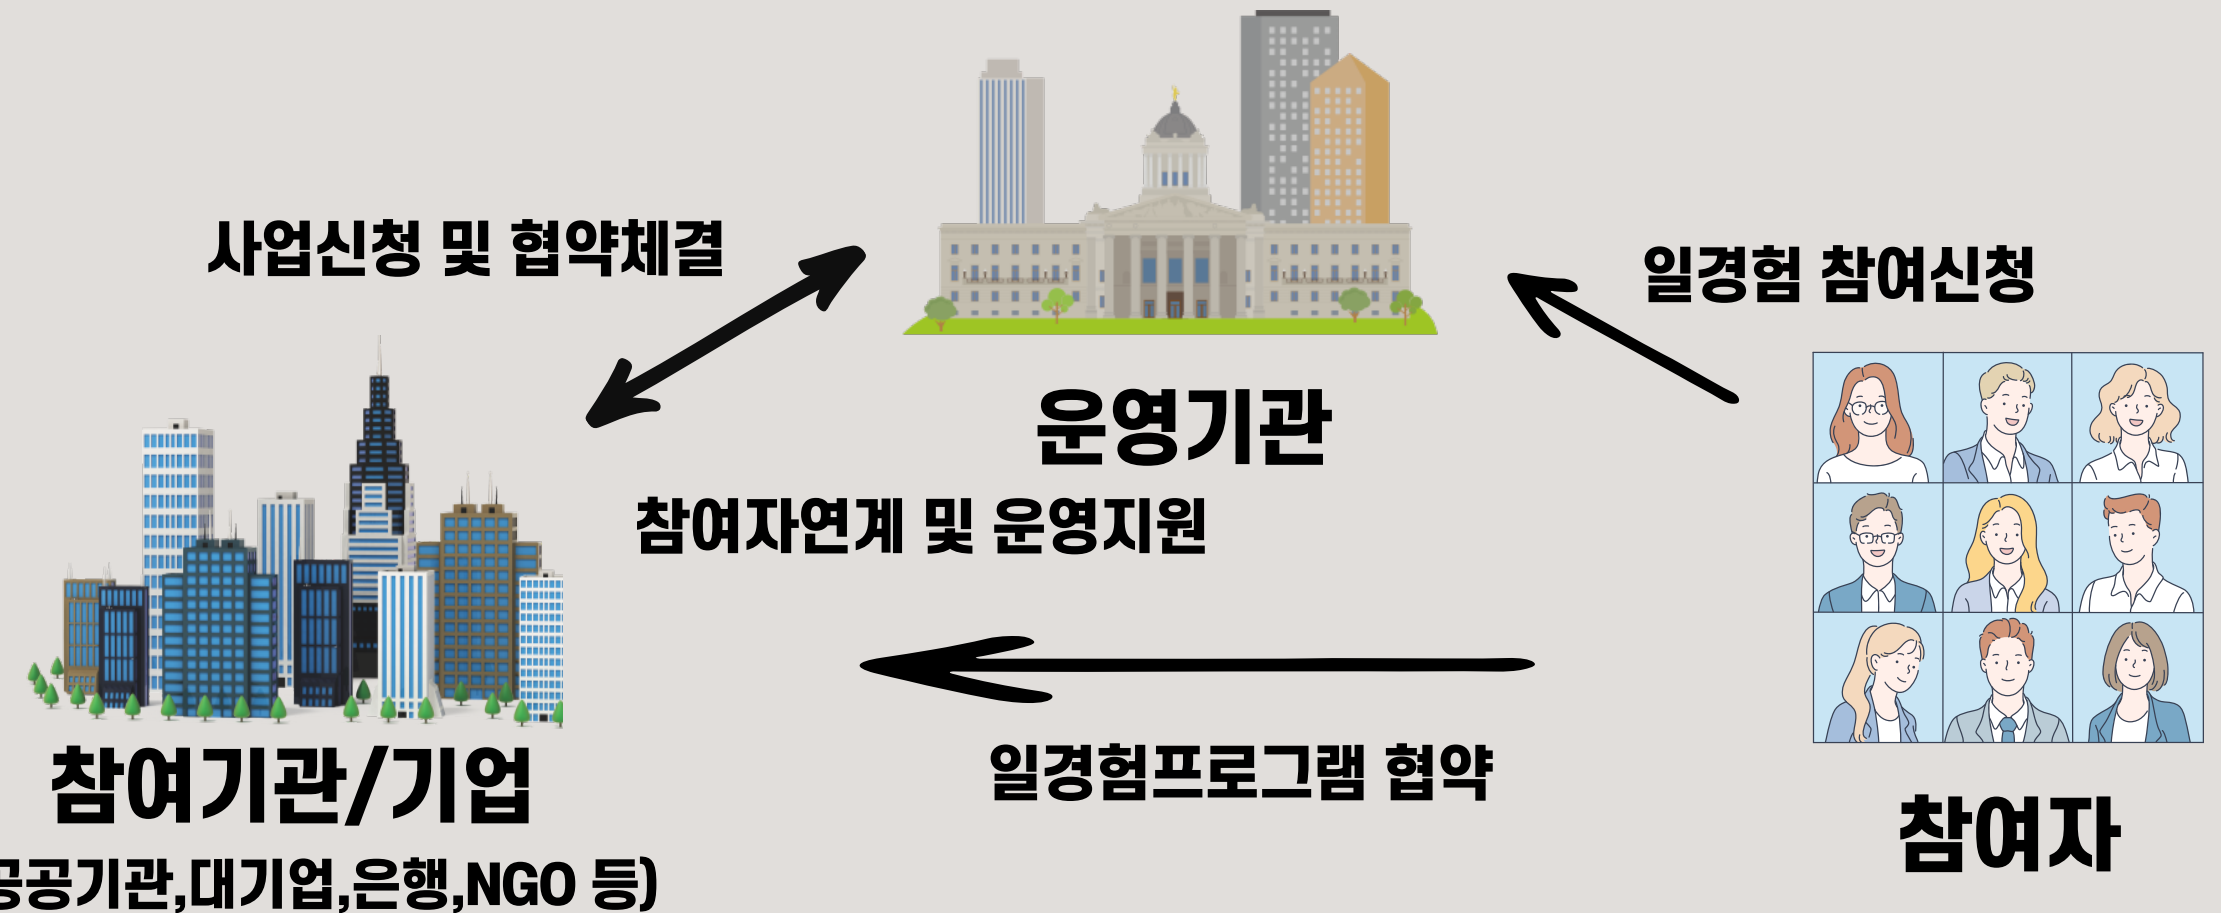 사업신청 및 협약체결
일경험 참여신청
운영기관
참여자연계 및 운영지원
일경험프로그램 협약
참여기관/기업
참여자
공공기관,대기업,은행,NGO 등)